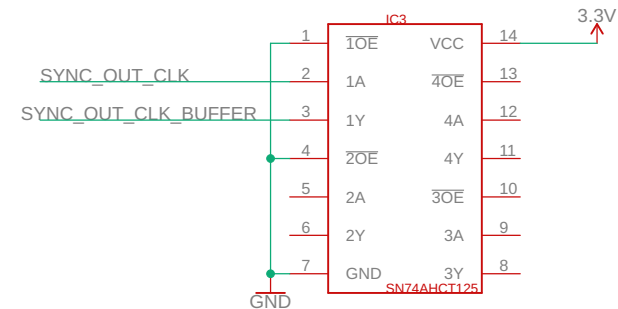 IC3
3.3V
1 1OE VCC 14
SYNC_OUT_CLK 2 1A 4OE 13
SYNC_OUT_CLK_BUFFER 3 1Y 4A 12
4 2OE 4Y 11
5 2A 3OE 10
6 2Y 3A 9
7 GND 3Y 8
SN74AHCT125
GND